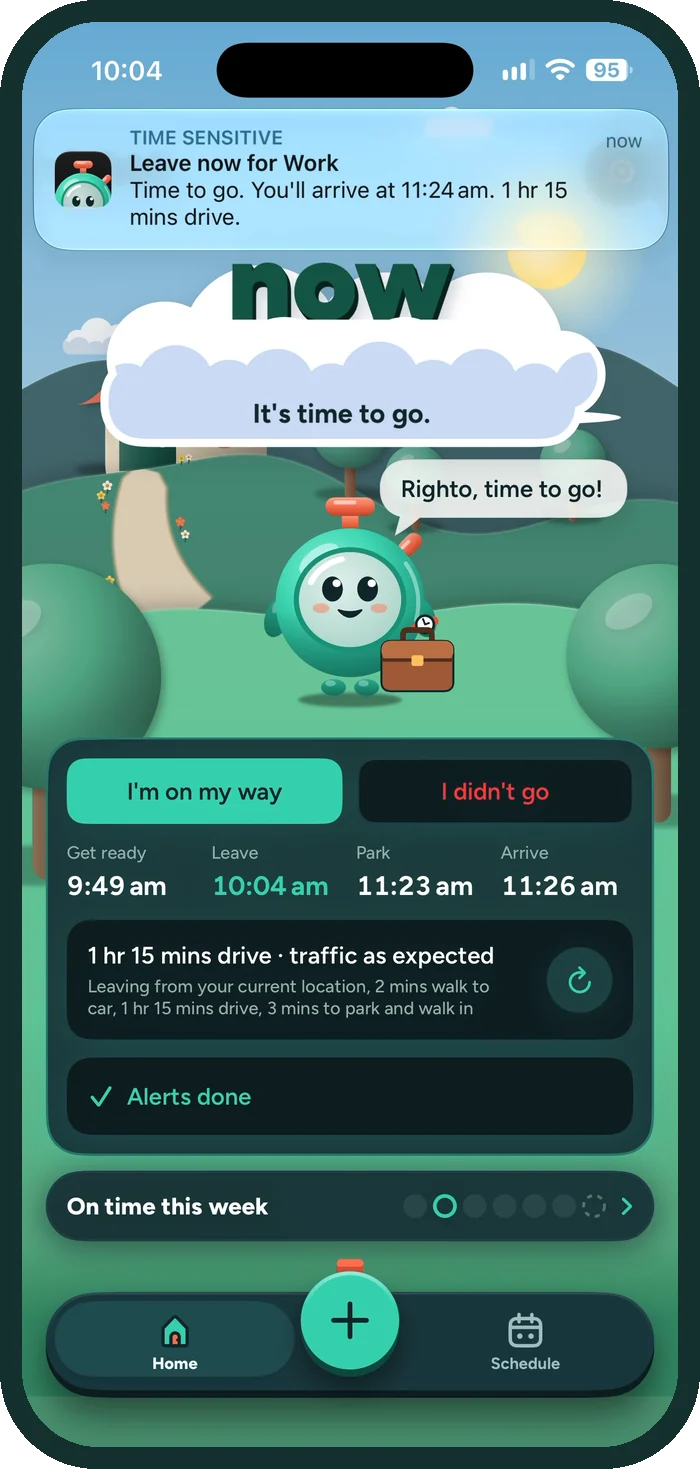 10:04
95
TIME SENSITIVE
now
Leave now for Work
Time to go. You'll arrive at 11:24 am. 1 hr 15
mins drive.
now
It's time to go.
Righto, time to go!
I'm on my way
I didn't go
Get ready
Leave
Park
Arrive
9:49 am
10:04 am
11:23 am
11:26 am
1 hr 15 mins drive · traffic as expected
Leaving from your current location, 2 mins walk to
car, 1 hr 15 mins drive, 3 mins to park and walk in
Alerts done
On time this week
Home
Schedule